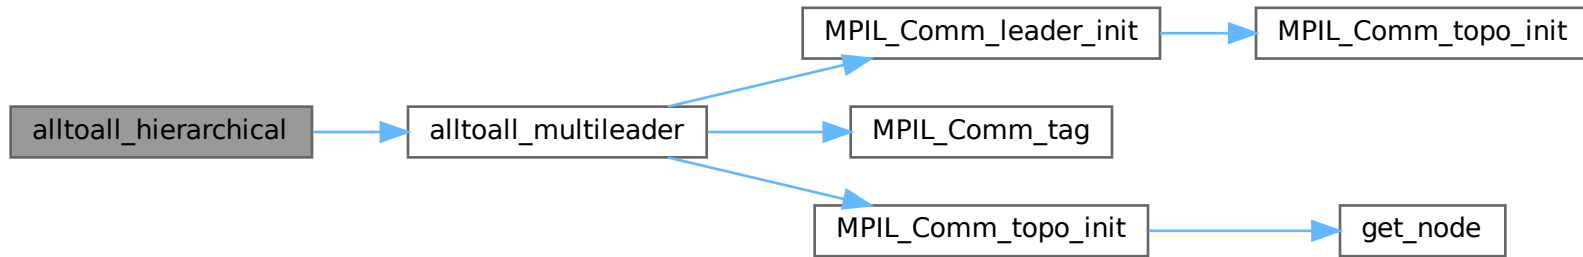 alltoall_hierarchical
alltoall_multileader
MPIL_Comm_leader_init
MPIL_Comm_topo_init
MPIL_Comm_tag
MPIL_Comm_topo_init
get_node